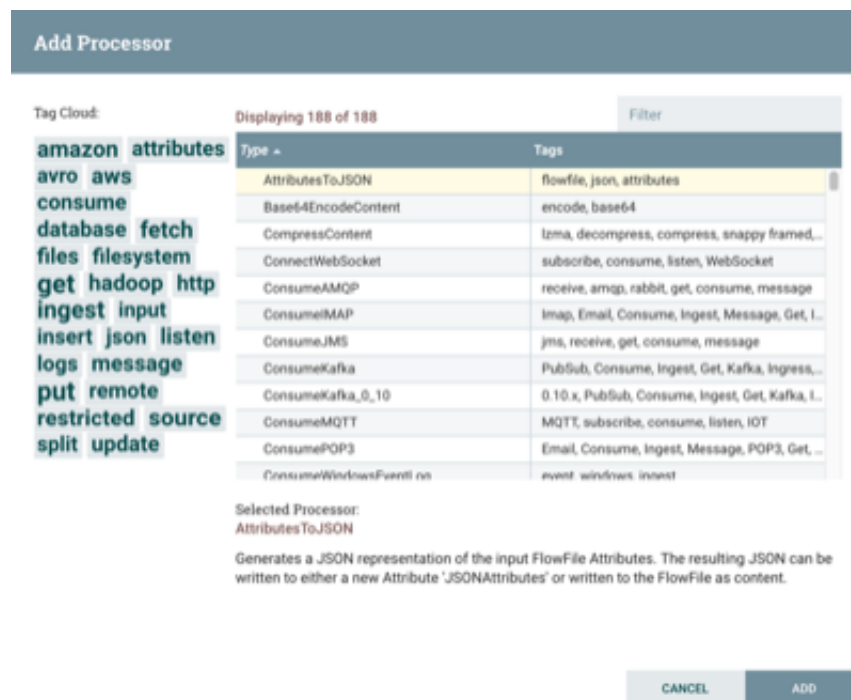 Add Processor
Tag Cloud:
amazon attributes
avro aws
consume
database fetch
files filesystem
get hadoop http
ingest input
insert json listen
logs message
put remote
restricted source
split update
Displaying 188 of 188
Filter
Type Tags
AttributesToJSON flowfile, json, attributes
Base64EncodeContent encode, base64
CompressContent lzma, decompress, compress, snappy framed,...
ConnectWebSocket subscribe, consume, listen, WebSocket
ConsumeAMQP receive, amqp, rabbit, get, consume, message
ConsumeIMAP Imap, Email, Consume, Ingest, Message, Get, I...
ConsumeJMS jms, receive, get, consume, message
ConsumeKafka PubSub, Consume, Ingest, Get, Kafka, Ingress,...
ConsumeKafka_0_10 0.10.x, PubSub, Consume, Ingest, Get, Kafka, I...
ConsumeMQTT MQTT, subscribe, consume, listen, IOT
ConsumePOP3 Email, Consume, Ingest, Message, POP3, Get, ...
ConsumeWindowsEventLog event, windows, ingest
Selected Processor:
AttributesToJSON
Generates a JSON representation of the input FlowFile Attributes. The resulting JSON can be
written to either a new Attribute 'JSONAttributes' or written to the FlowFile as content.
CANCEL ADD